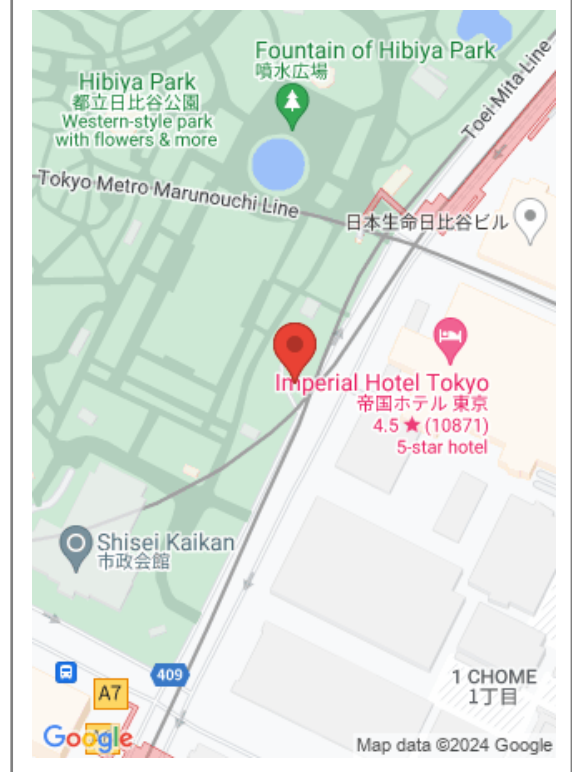 Fountain of Hibiya Park
噴水広場
Hibiya Park
都立日比谷公園
Western-style park
with flowers & more
Toei Mita Line
Tokyo Metro Marunouchi Line
日本生命日比谷ビル
Imperial Hotel Tokyo
帝国ホテル 東京
4.5 ★ (10871)
5-star hotel
Shisei Kaikan
市政会館
409
A7
1 CHOME
1丁目
Google
Map data ©2024 Google